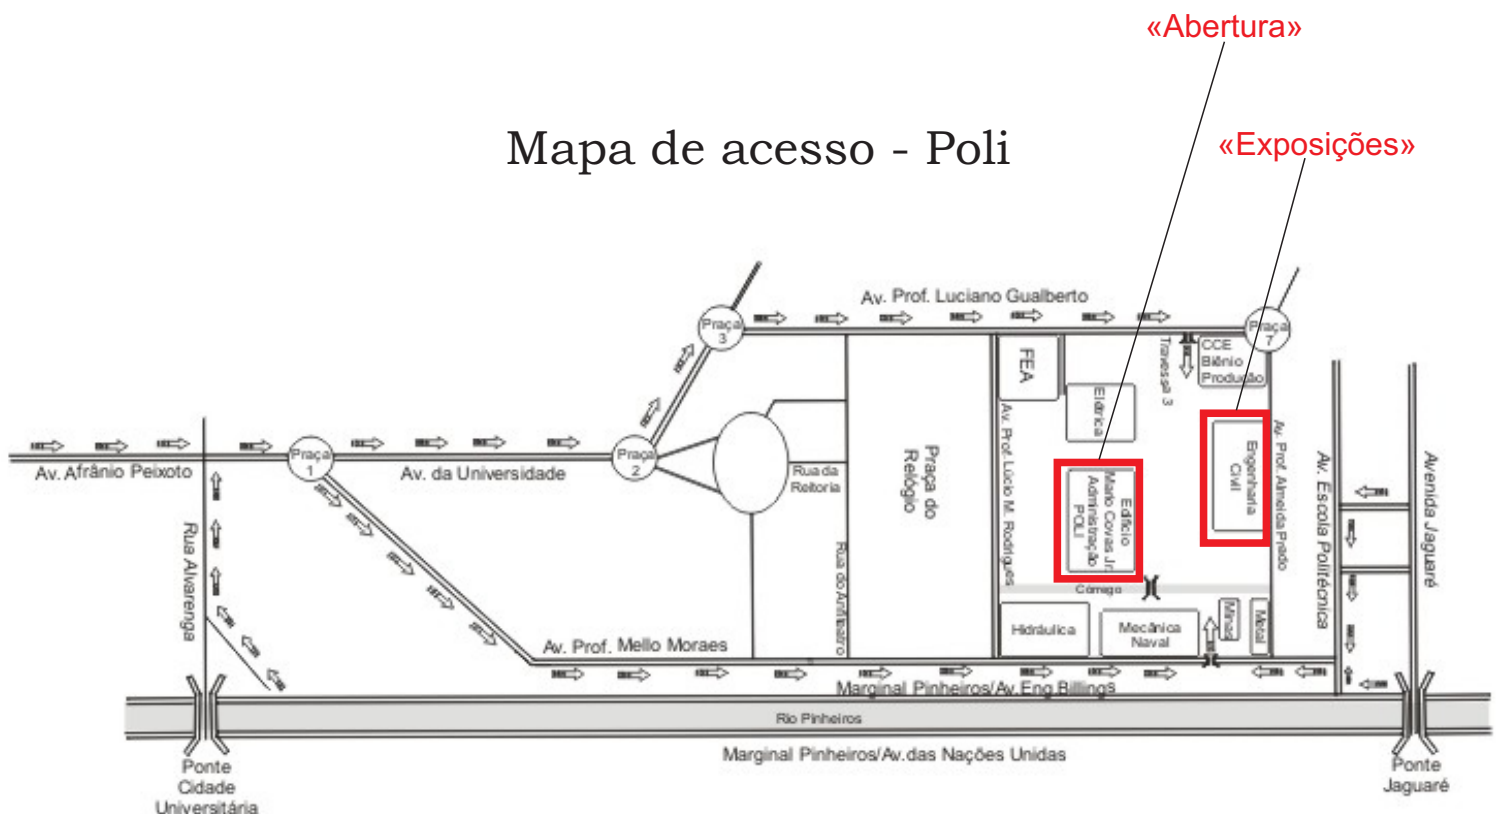 «Abertura»
Mapa de acesso - Poli
«Exposições»
Av. Prof. Luciano Gualberto
Praça
3
Praça
7
FEA
Travessa 3
CCE
Biênio
Produção
Elétrica
Av. Afrânio Peixoto
Praça
1
Av. da Universidade
Praça
2
Rua da
Reitoria
Praça do
Relógio
Av. Prof. Lúcio M. Rodrigues
Edifício
Mario Covas Jr.
Administração
POLI
Engenharia
Civil
Av. Prof. Almeida Prado
Av. Escola Politécnica
Avenida Jaguaré
Rua Alvarenga
Rua do Anfiteatro
Córrego
Hidráulica
Mecânica
Naval
Minas
Metal
Av. Prof. Mello Moraes
Marginal Pinheiros/Av.Eng.Billings
Rio Pinheiros
Marginal Pinheiros/Av.das Nações Unidas
Ponte
Cidade
Universitária
Ponte
Jaguaré